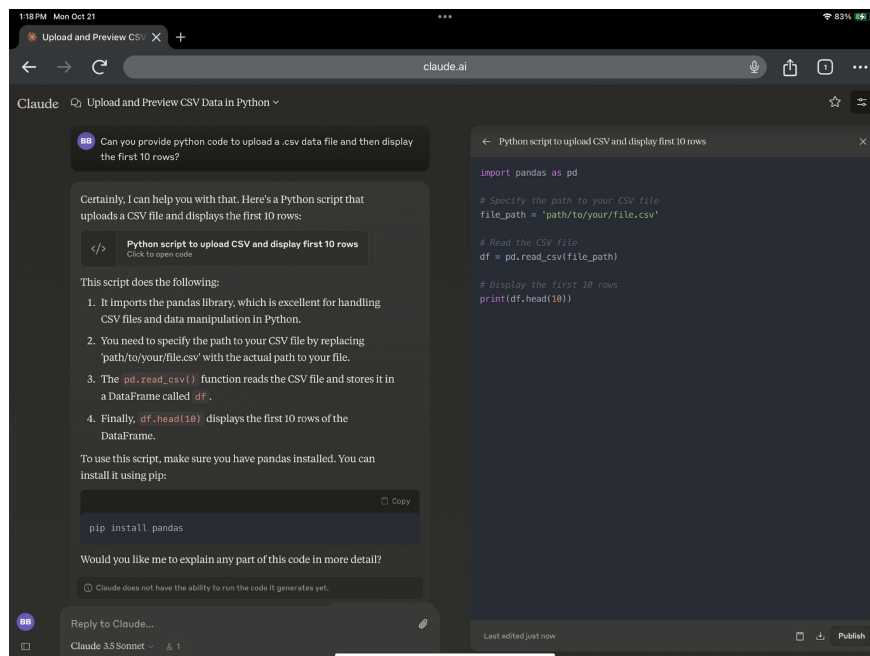 1:18 PM Mon Oct 21
83%
Upload and Preview CSV
claude.ai
1
Claude
Upload and Preview CSV Data in Python
BB
Can you provide python code to upload a .csv data file and then display
the first 10 rows?
Certainly, I can help you with that. Here's a Python script that
uploads a CSV file and displays the first 10 rows:
</>
Python script to upload CSV and display first 10 rows
Click to open code
This script does the following:
1. It imports the pandas library, which is excellent for handling
CSV files and data manipulation in Python.
2. You need to specify the path to your CSV file by replacing
'path/to/your/file.csv' with the actual path to your file.
3. The pd.read_csv() function reads the CSV file and stores it in
a DataFrame called df .
4. Finally, df.head(10) displays the first 10 rows of the
DataFrame.
To use this script, make sure you have pandas installed. You can
install it using pip:
Copy
pip install pandas
Would you like me to explain any part of this code in more detail?
Claude does not have the ability to run the code it generates yet.
BB
Reply to Claude...
Claude 3.5 Sonnet
1
Python script to upload CSV and display first 10 rows
import pandas as pd
# Specify the path to your CSV file
file_path = 'path/to/your/file.csv'
# Read the CSV file
df = pd.read_csv(file_path)
# Display the first 10 rows
print(df.head(10))
Last edited just now
Publish